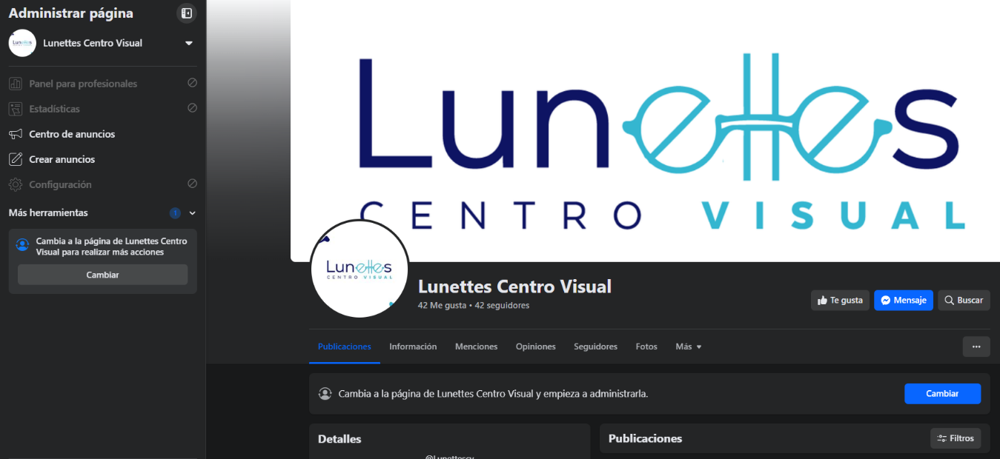 Administrar página
Lunettes Centro Visual
Panel para profesionales
Estadísticas
Centro de anuncios
Crear anuncios
Configuración
Más herramientas
1
Cambia a la página de Lunettes Centro
Visual para realizar más acciones
Cambiar
Lunettes
CENTRO VISUAL
Lunettes
CENTRO VISUAL
Lunettes Centro Visual
42 Me gusta • 42 seguidores
Te gusta
Mensaje
Buscar
Publicaciones
Información
Menciones
Opiniones
Seguidores
Fotos
Más
Cambia a la página de Lunettes Centro Visual y empieza a administrarla.
Cambiar
Detalles
@Lunettescv
Publicaciones
Filtros